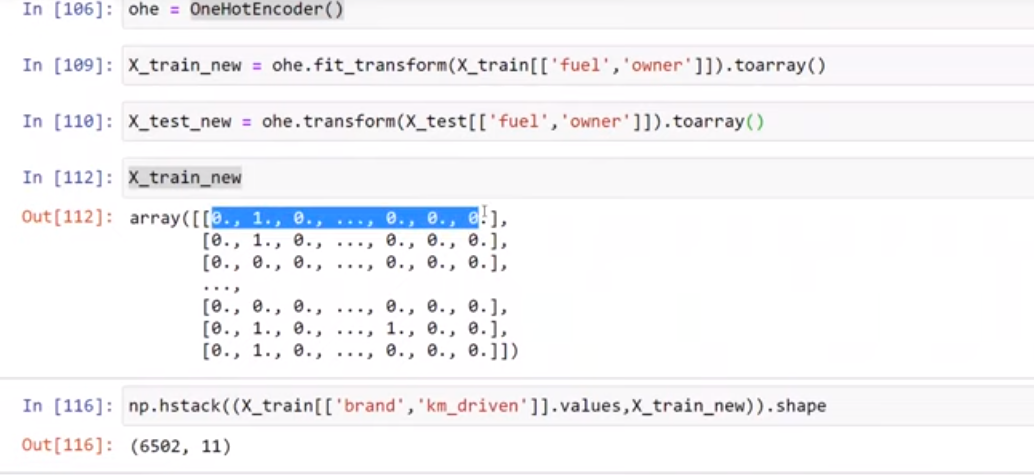 In [106]: ohe = OneHotEncoder()
In [109]: X_train_new = ohe.fit_transform(X_train[['fuel','owner']]).toarray()
In [110]: X_test_new = ohe.transform(X_test[['fuel','owner']]).toarray()
In [112]: X_train_new
Out[112]: array([[0., 1., 0., ..., 0., 0., 0.],
[0., 1., 0., ..., 0., 0., 0.],
[0., 0., 0., ..., 0., 0., 0.],
...,
[0., 0., 0., ..., 0., 0., 0.],
[0., 1., 0., ..., 1., 0., 0.],
[0., 1., 0., ..., 0., 0., 0.]])
In [116]: np.hstack((X_train[['brand','km_driven']].values,X_train_new)).shape
Out[116]: (6502, 11)